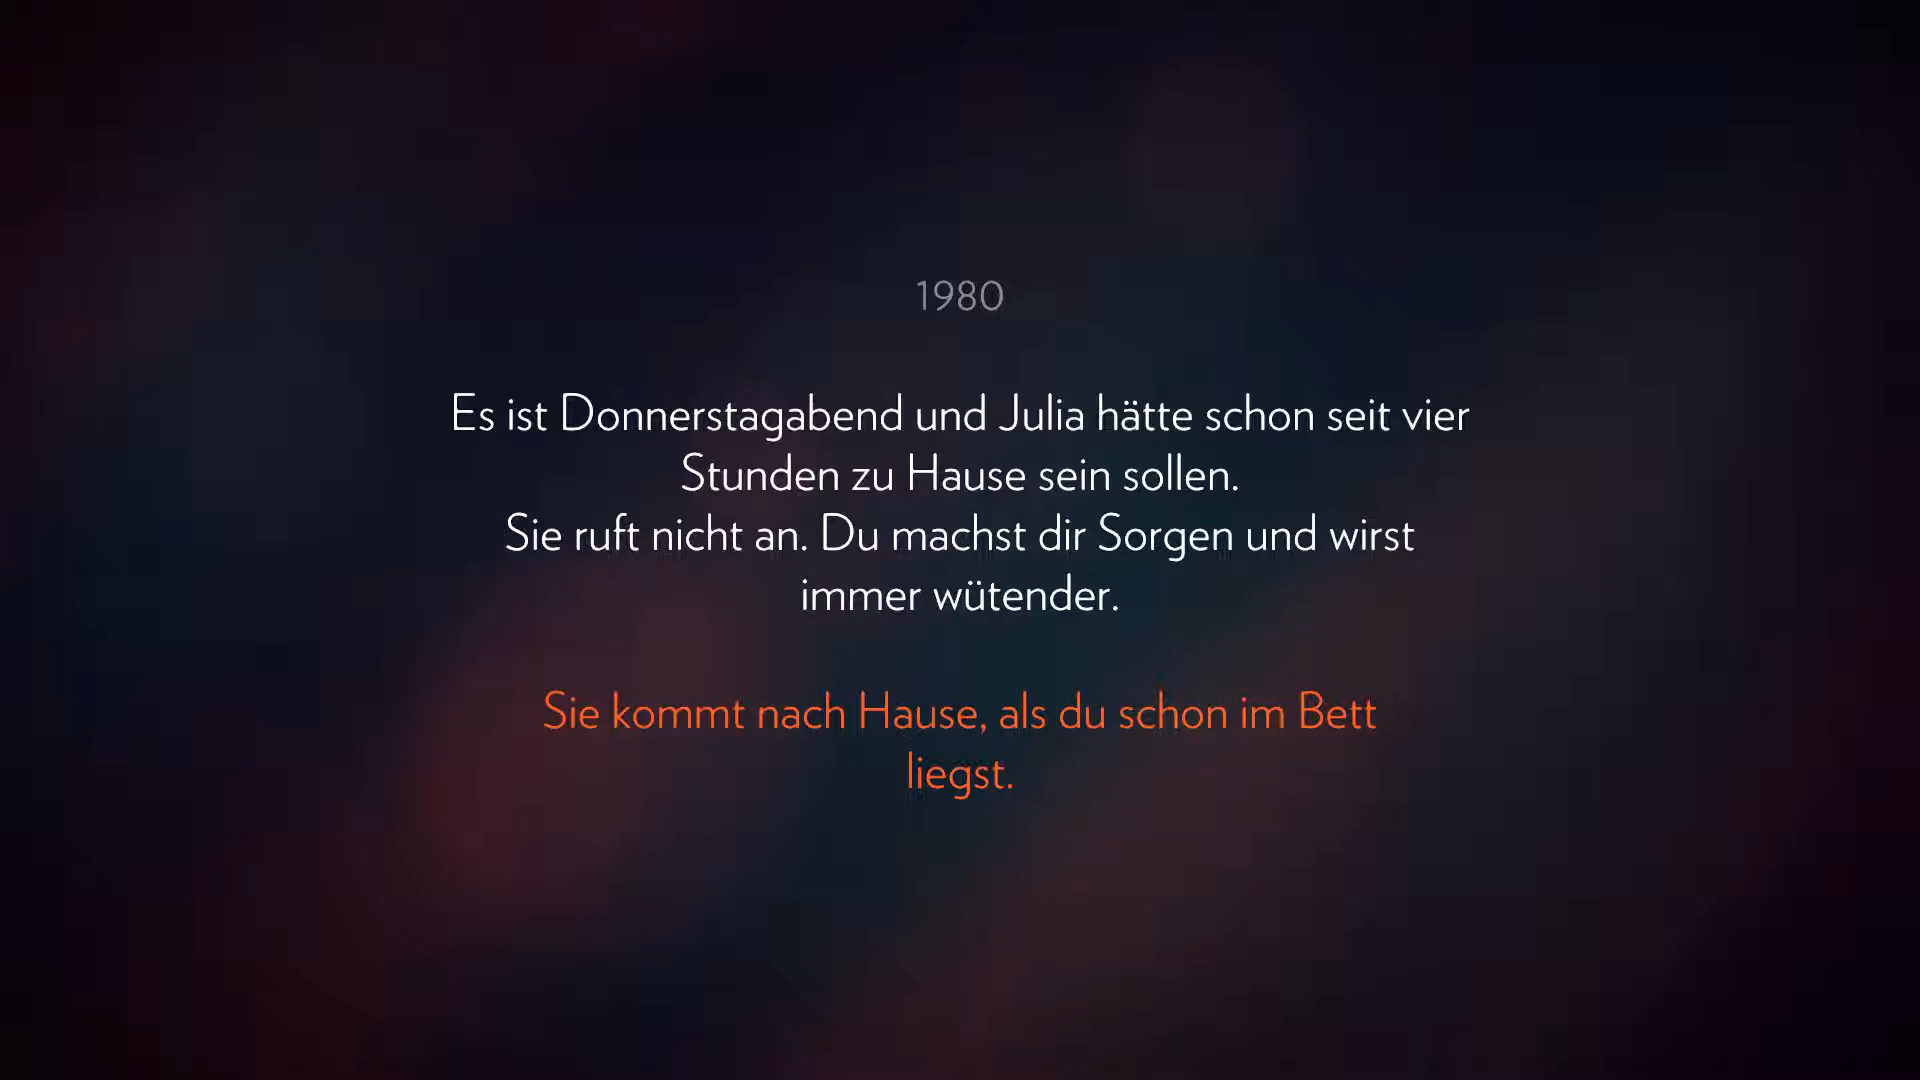 1980
Es ist Donnerstagabend und Julia hätte schon seit vier
Stunden zu Hause sein sollen.
Sie ruft nicht an. Du machst dir Sorgen und wirst
immer wütender.
Sie kommt nach Hause, als du schon im Bett
liegst.